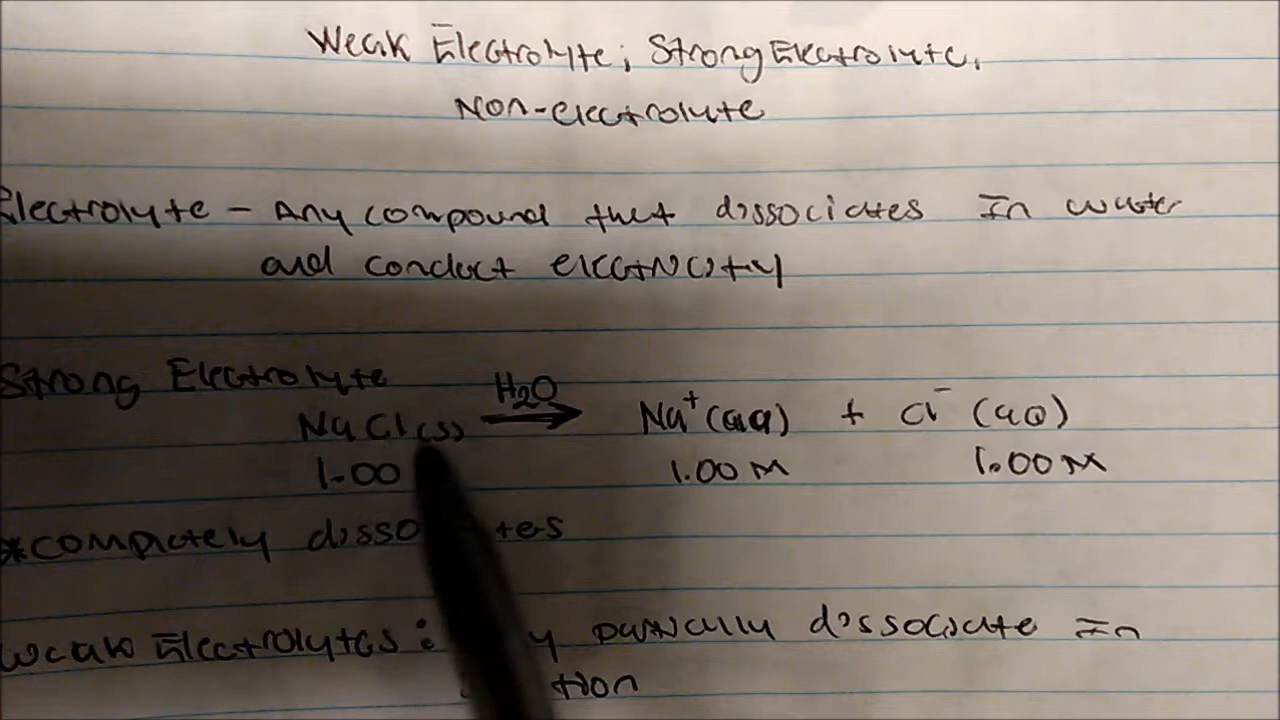 Weak Electrolyte; Strong Electrolyte,
Non-electrolyte
Electrolyte - Any compound that dissociates In water
and conduct electricity
Strong Electrolyte
NaCl(s) H2O → Na+(aq) + Cl-(aq)
1.00 1.00 M 1.00 M
*completely
Weak Electrolytes: partially dissociate In